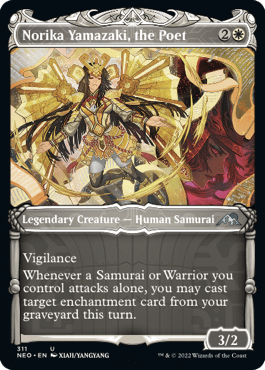 Norika Yamazaki, the Poet 2
Legendary Creature — Human Samurai
Vigilance
Whenever a Samurai or Warrior you
control attacks alone, you may cast
target enchantment card from your
graveyard this turn.
3/2
311 U
NEO • EN XIAJI/YANGYANG
™ & © 2022 Wizards of the Coast